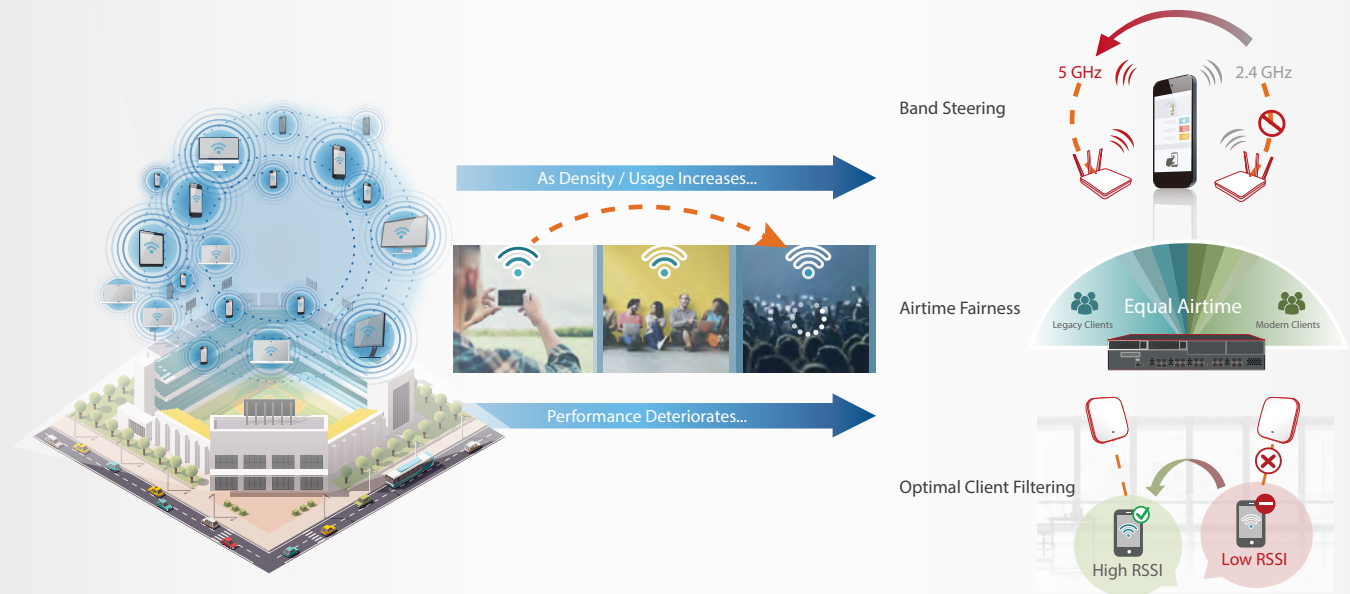 5 GHz
2.4 GHz
Band Steering
As Density / Usage Increases...
Airtime Fairness
Equal Airtime
Legacy Clients
Modern Clients
Performance Deteriorates...
Optimal Client Filtering
High RSSI
Low RSSI